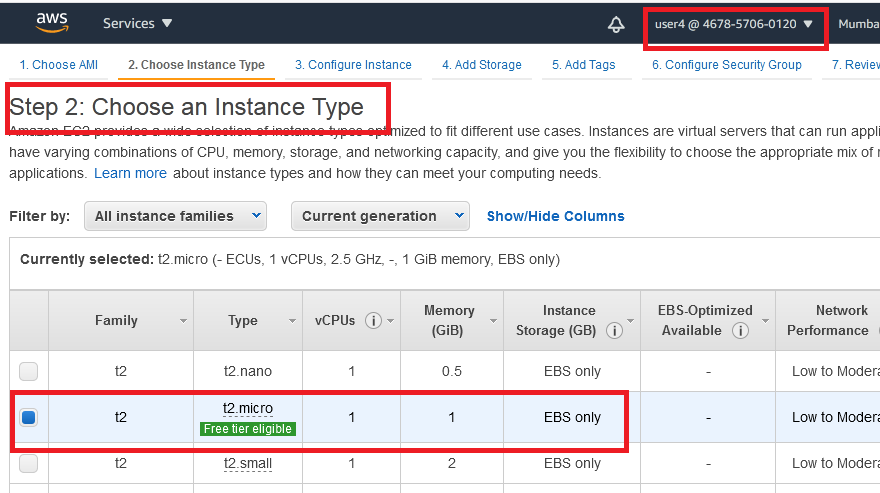 aws Services user4 @ 4678-5706-0120 Mumba
1. Choose AMI 2. Choose Instance Type 3. Configure Instance 4. Add Storage 5. Add Tags 6. Configure Security Group 7. Review
Step 2: Choose an Instance Type
Amazon EC2 provides a wide selection of instance types optimized to fit different use cases. Instances are virtual servers that can run appli
have varying combinations of CPU, memory, storage, and networking capacity, and give you the flexibility to choose the appropriate mix of r
applications. Learn more about instance types and how they can meet your computing needs.
Filter by: All instance families Current generation Show/Hide Columns
Currently selected: t2.micro (- ECUs, 1 vCPUs, 2.5 GHz, -, 1 GiB memory, EBS only)
Family Type vCPUs Memory (GiB) Instance Storage (GB) EBS-Optimized Available Network Performance
t2 t2.nano 1 0.5 EBS only - Low to Modera
t2 t2.micro 1 1 EBS only - Low to Modera
Free tier eligible
t2 t2.small 1 2 EBS only - Low to Modera